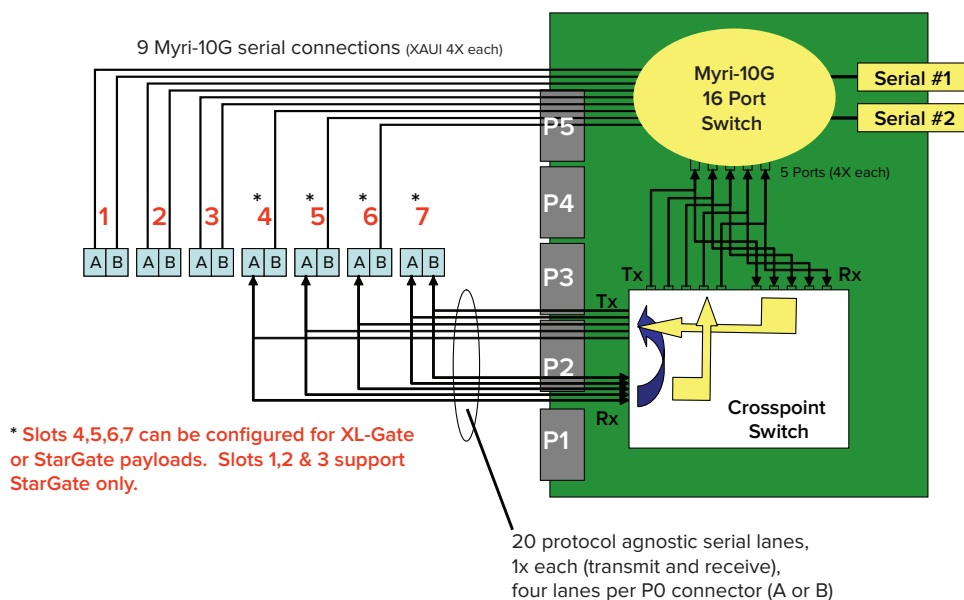 9 Myri-10G serial connections (XAUI 4X each)
Myri-10G
16 Port
Switch
Serial #1
Serial #2
P5
5 Ports (4X each)
P4
* * * *
1 2 3 4 5 6 7
A B A B A B A B A B A B A B
P3
Tx Rx
Tx
P2
Rx
Crosspoint
Switch
P1
* Slots 4,5,6,7 can be configured for XL-Gate
or StarGate payloads. Slots 1,2 & 3 support
StarGate only.
20 protocol agnostic serial lanes,
1x each (transmit and receive),
four lanes per P0 connector (A or B)